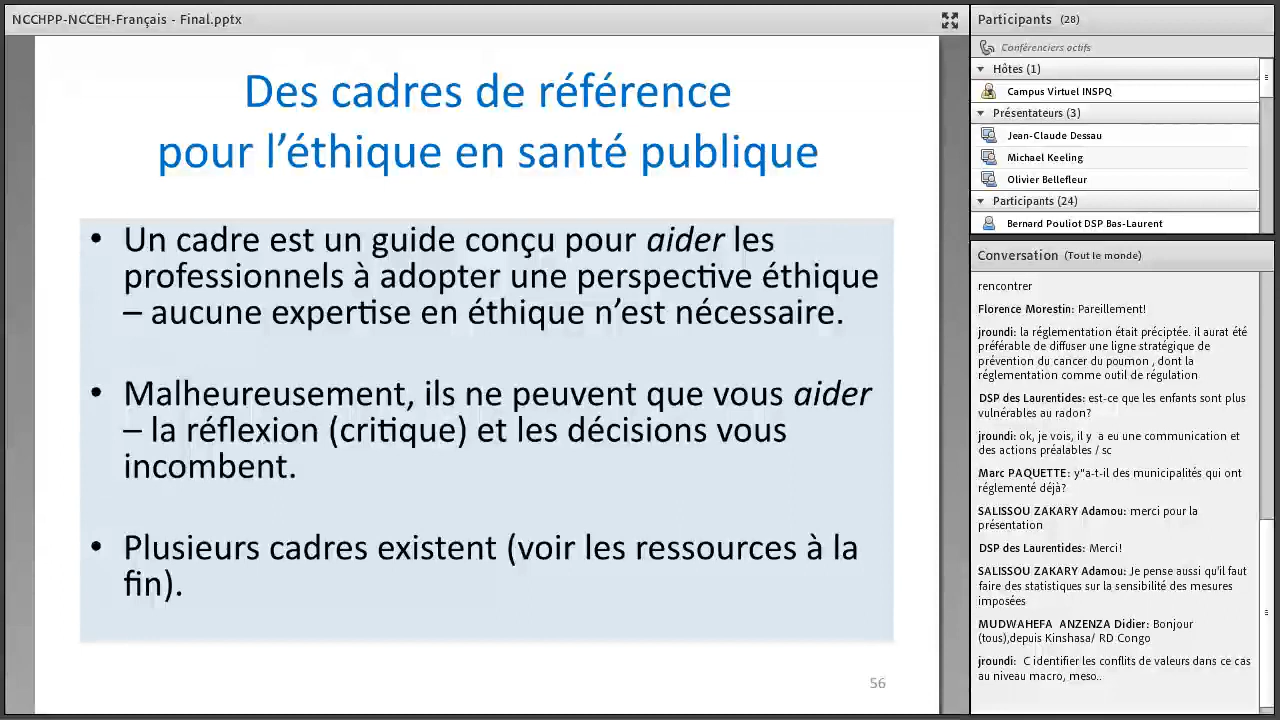 NCCHPP-NCCEH-Français - Final.pptx
Des cadres de référence
pour l’éthique en santé publique
• Un cadre est un guide conçu pour aider les
professionnels à adopter une perspective éthique
– aucune expertise en éthique n’est nécessaire.
• Malheureusement, ils ne peuvent que vous aider
– la réflexion (critique) et les décisions vous
incombent.
• Plusieurs cadres existent (voir les ressources à la
fin).
56
Participants (28)
Conférenciers actifs
Hôtes (1)
Campus Virtuel INSPQ
Présentateurs (3)
Jean-Claude Dessau
Michael Keeling
Olivier Bellefleur
Participants (24)
Bernard Pouliot DSP Bas-Laurent
Conversation (Tout le monde)
rencontrer
Florence Morestin: Pareillement!
jroundi: la réglementation était préciptée. il aurat été
préférable de diffuser une ligne stratégique de
prévention du cancer du poumon , dont la
réglementation comme outil de régulation
DSP des Laurentides: est-ce que les enfants sont plus
vulnérables au radon?
jroundi: ok, je vois, il y a eu une communication et
des actions préalables / sc
Marc PAQUETTE: y"a-t-il des municipalités qui ont
réglementé déjà?
SALISSOU ZAKARY Adamou: merci pour la
présentation
DSP des Laurentides: Merci!
SALISSOU ZAKARY Adamou: Je pense aussi qu'il faut
faire des statistiques sur la sensibilité des mesures
imposées
MUDWAHEFA ANZENZA Didier: Bonjour
(tous),depuis Kinshasa/ RD Congo
jroundi: C identifier les conflits de valeurs dans ce cas
au niveau macro, meso..